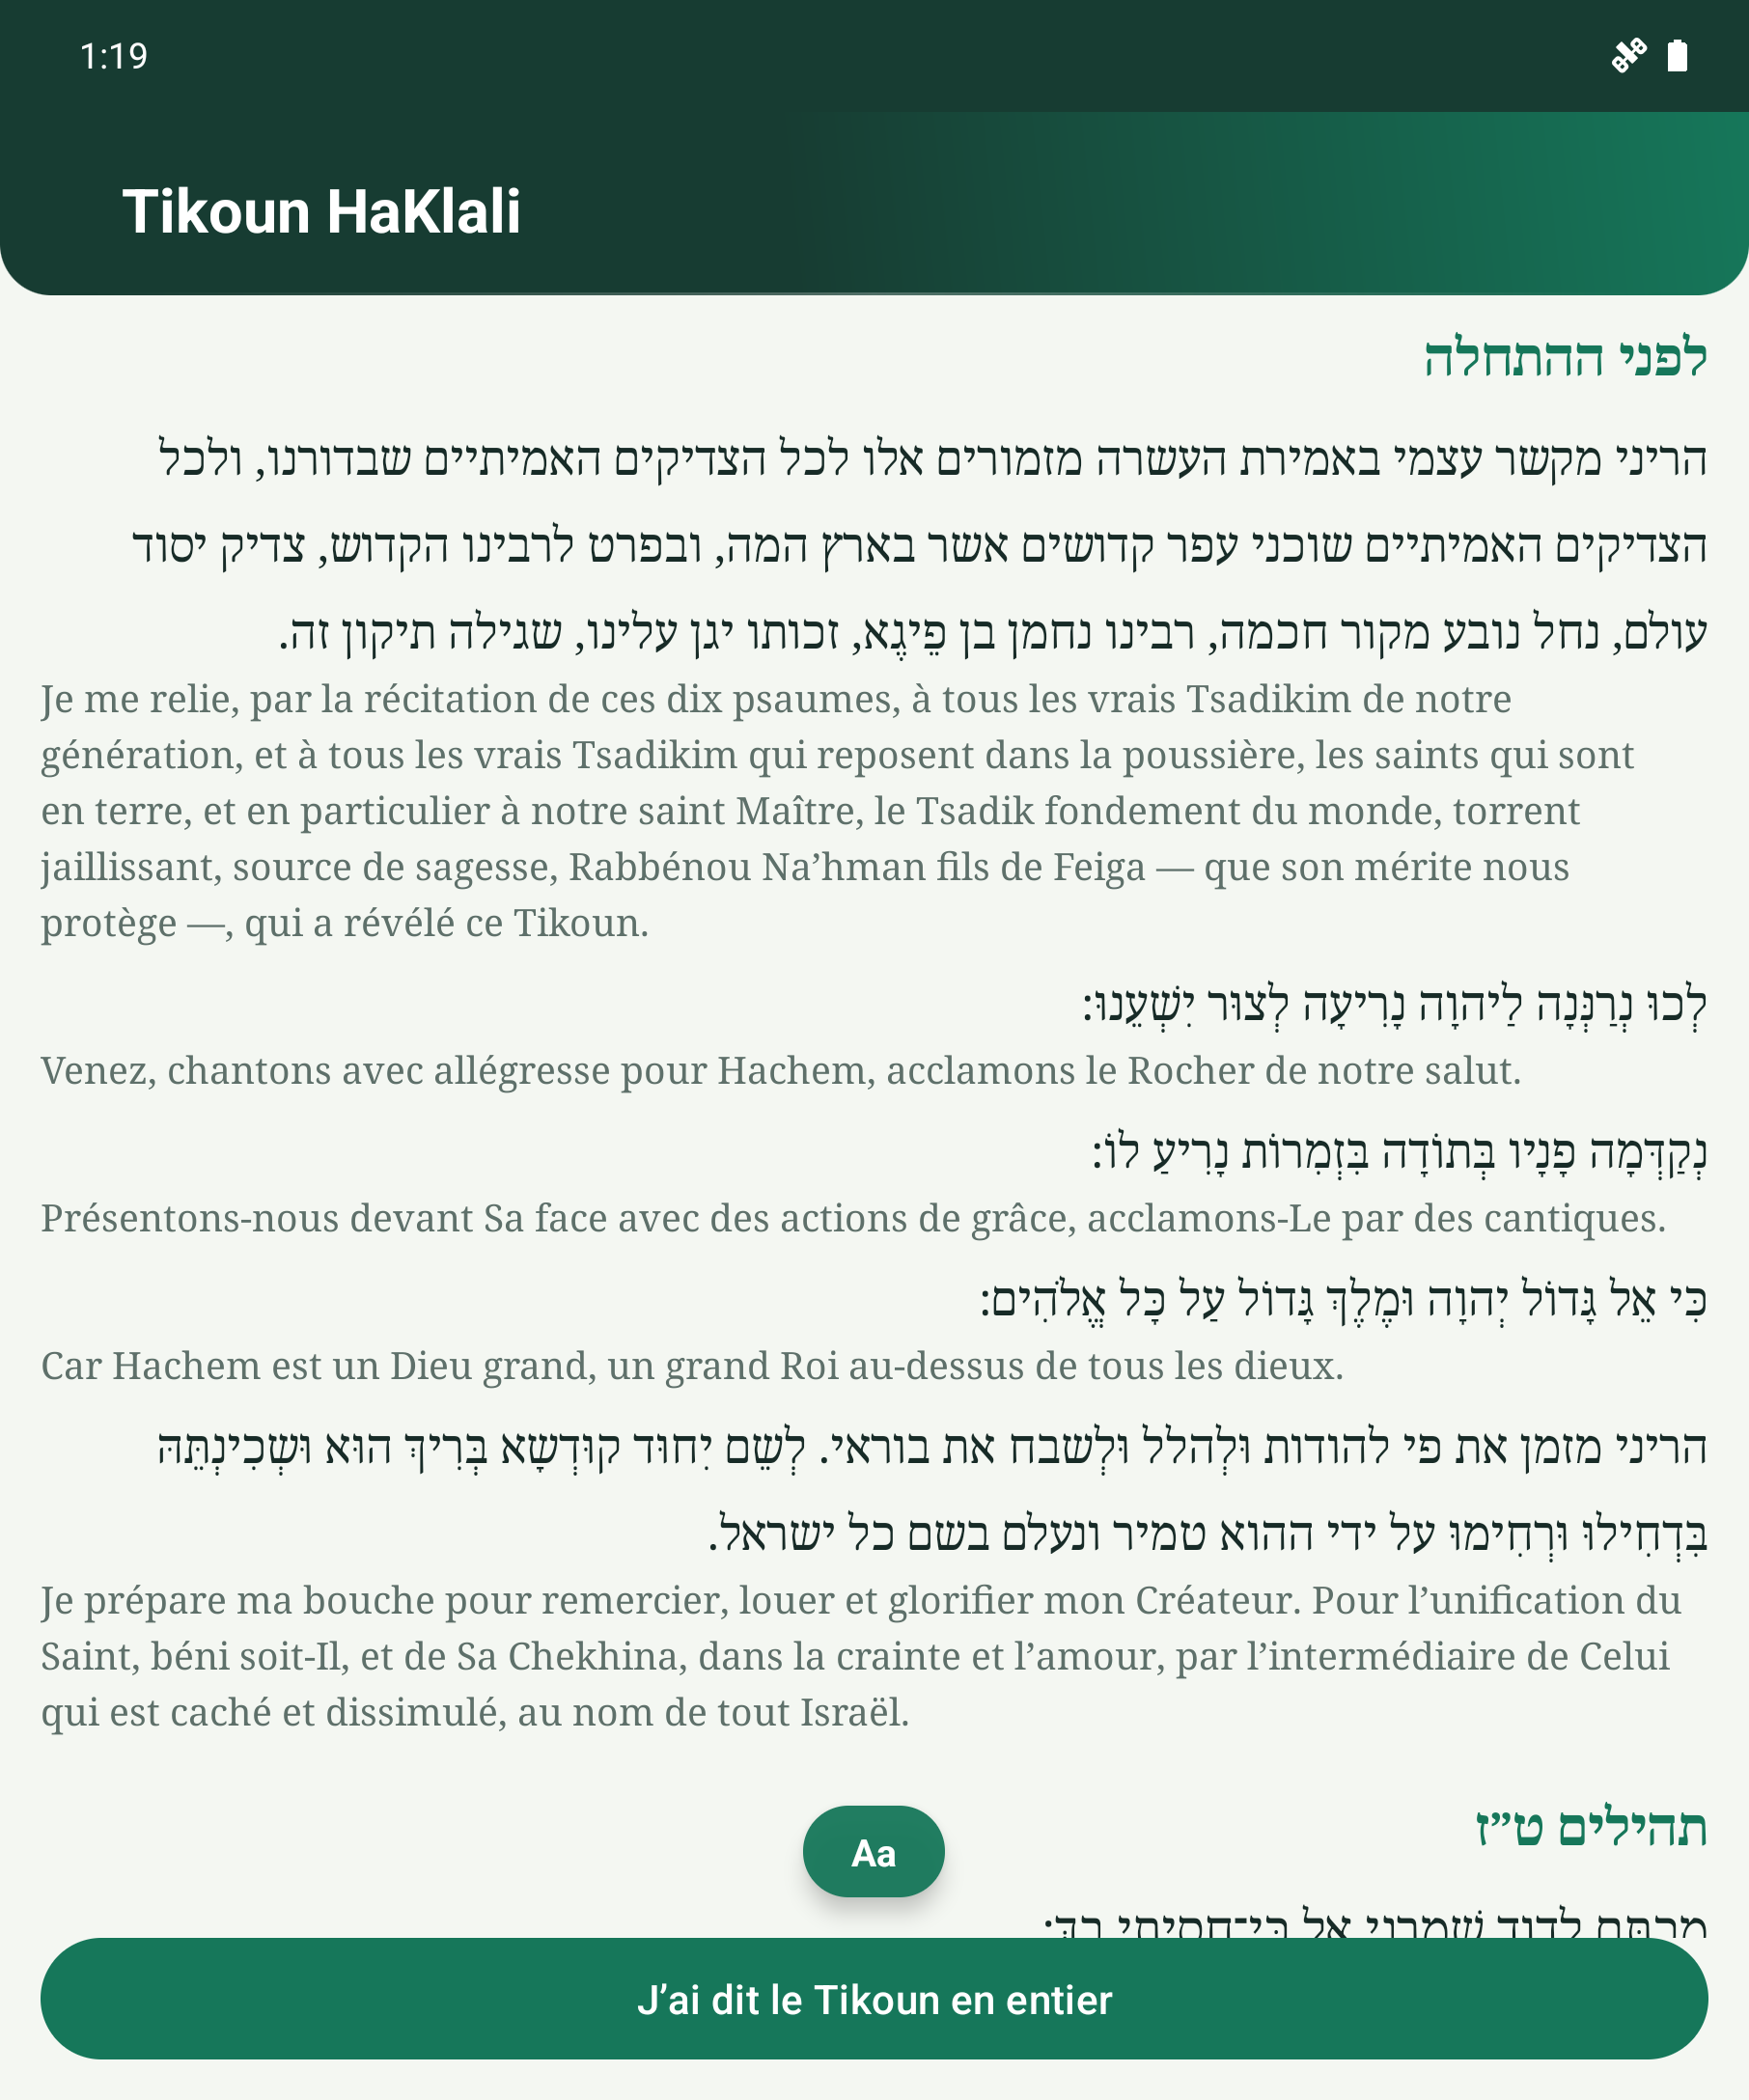 1:19
Tikoun HaKlali
לפני ההתחלה
הריני מקשר עצמי באמירת העשרה מזמורים אלו לכל הצדיקים האמיתיים שבדורנו, ולכל
הצדיקים האמיתיים שוכני עפר קדושים אשר בארץ המה, ובפרט לרבינו הקדוש, צדיק יסוד
עולם, נחל נובע מקור חכמה, רבינו נחמן בן פֵיגֶא, זכותו יגן עלינו, שגילה תיקון זה.
Je me relie, par la récitation de ces dix psaumes, à tous les vrais Tsadikim de notre
génération, et à tous les vrais Tsadikim qui reposent dans la poussière, les saints qui sont
en terre, et en particulier à notre saint Maître, le Tsadik fondement du monde, torrent
jaillissant, source de sagesse, Rabbénou Na’hman fils de Feiga — que son mérite nous
protège —, qui a révélé ce Tikoun.
לְכוּ נְרַנְּנָה לַיהוָה נָרִיעָה לְצוּר יִשְׁעֵנוּ:
Venez, chantons avec allégresse pour Hachem, acclamons le Rocher de notre salut.
נְקַדְּמָה פָנָיו בְּתוֹדָה בִּזְמִרוֹת נָרִיעַ לוֹ:
Présentons-nous devant Sa face avec des actions de grâce, acclamons-Le par des cantiques.
כִּי אֵל גָּדוֹל יְהוָה וּמֶלֶךְ גָּדוֹל עַל כָּל אֱלֹהִים:
Car Hachem est un Dieu grand, un grand Roi au-dessus de tous les dieux.
הריני מזמן את פי להודות וּלְהלל וּלְשבח את בוראי. לְשֵׁם יִחוּד קוּדְשָׁא בְּרִיךְ הוּא וּשְׁכִינְתֵּהּ
בִּדְחִילוּ וּרְחִימוּ על ידי ההוא טמיר ונעלם בשם כל ישראל.
Je prépare ma bouche pour remercier, louer et glorifier mon Créateur. Pour l’unification du
Saint, béni soit-Il, et de Sa Chekhina, dans la crainte et l’amour, par l’intermédiaire de Celui
qui est caché et dissimulé, au nom de tout Israël.
תהילים ט״ז
Aa
מִכְתָּם לְדָוִד שָׁמְרֵנִי אֵל כִּי־חָסִיתִי בָךְ:
J’ai dit le Tikoun en entier